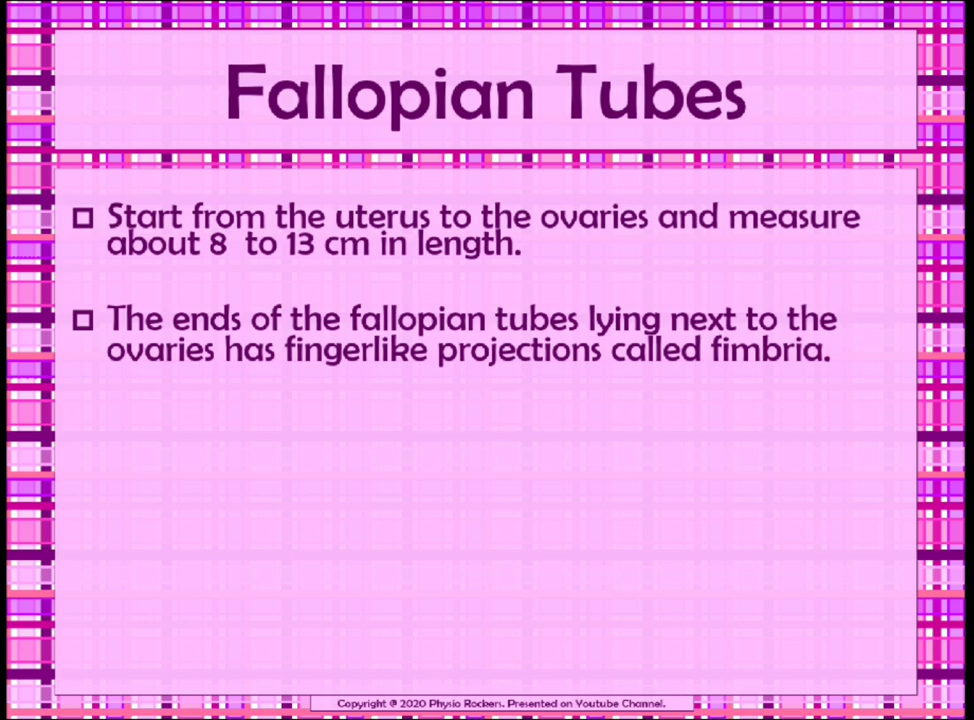 Fallopian Tubes
Start from the uterus to the ovaries and measure
about 8 to 13 cm in length.
The ends of the fallopian tubes lying next to the
ovaries has fingerlike projections called fimbria.
Copyright @ 2020 Physio Rockers. Presented on Youtube Channel.